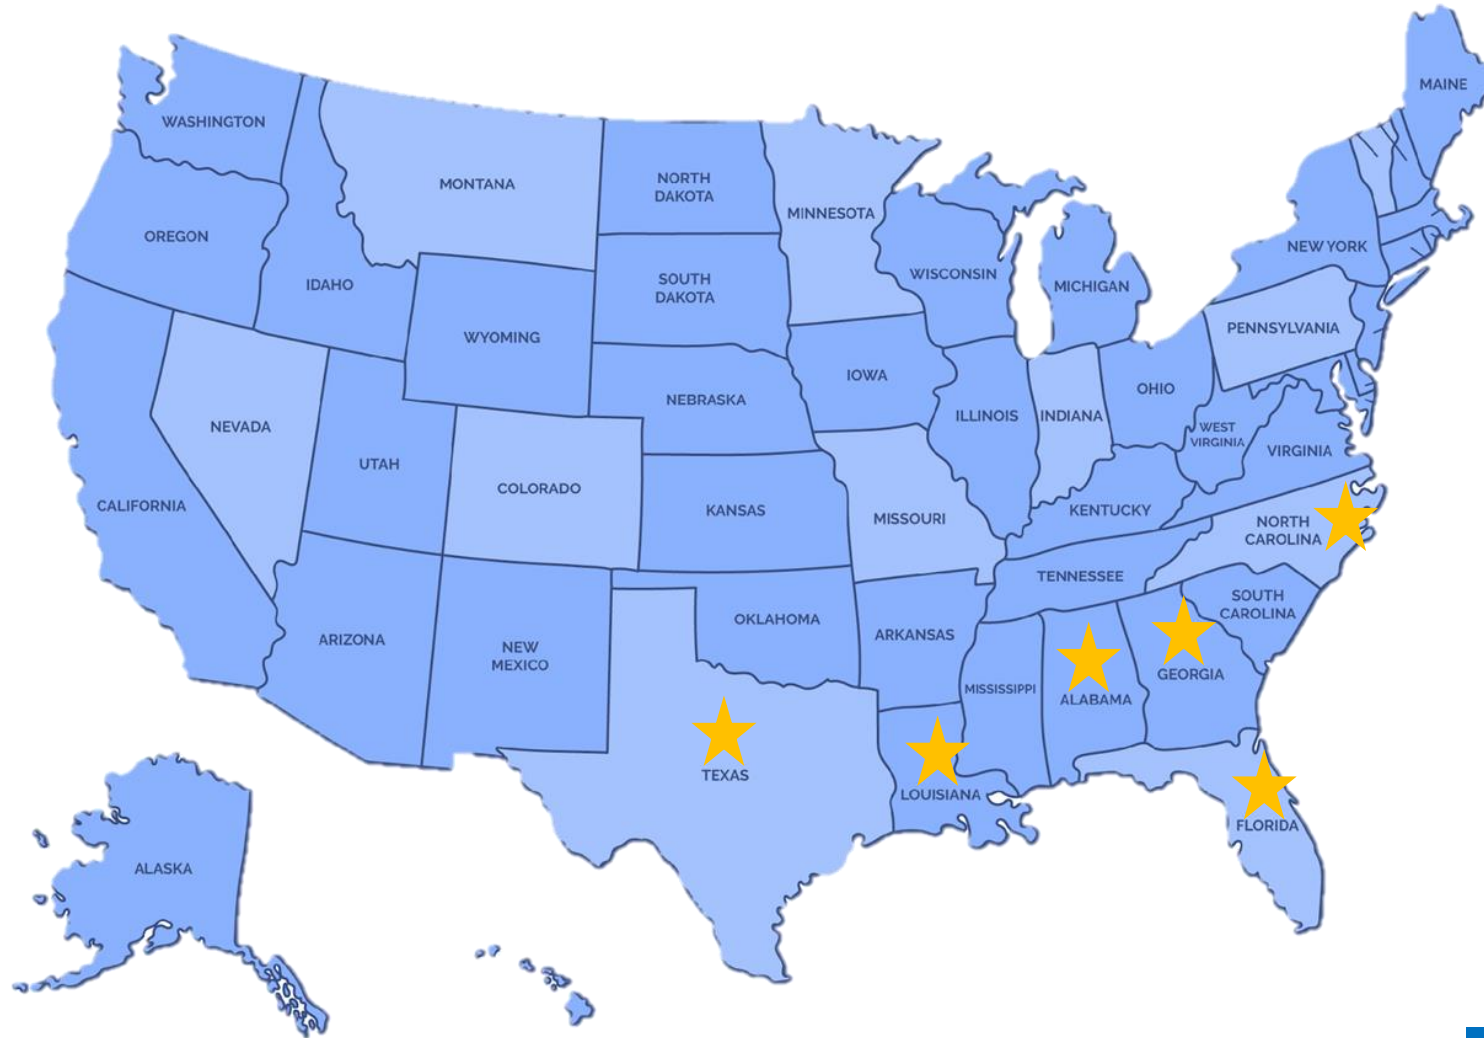 MAINE
WASHINGTON
MONTANA
NORTH
DAKOTA
MINNESOTA
OREGON
NEW YORK
IDAHO
SOUTH
DAKOTA
WISCONSIN
MICHIGAN
WYOMING
PENNSYLVANIA
IOWA
NEBRASKA
OHIO
NEVADA
ILLINOIS
INDIANA
WEST
VIRGINIA
UTAH
VIRGINIA
COLORADO
CALIFORNIA
KANSAS
MISSOURI
KENTUCKY
NORTH
CAROLINA
TENNESSEE
SOUTH
CAROLINA
ARIZONA
NEW
MEXICO
OKLAHOMA
ARKANSAS
MISSISSIPPI
ALABAMA
GEORGIA
TEXAS
LOUISIANA
FLORIDA
ALASKA